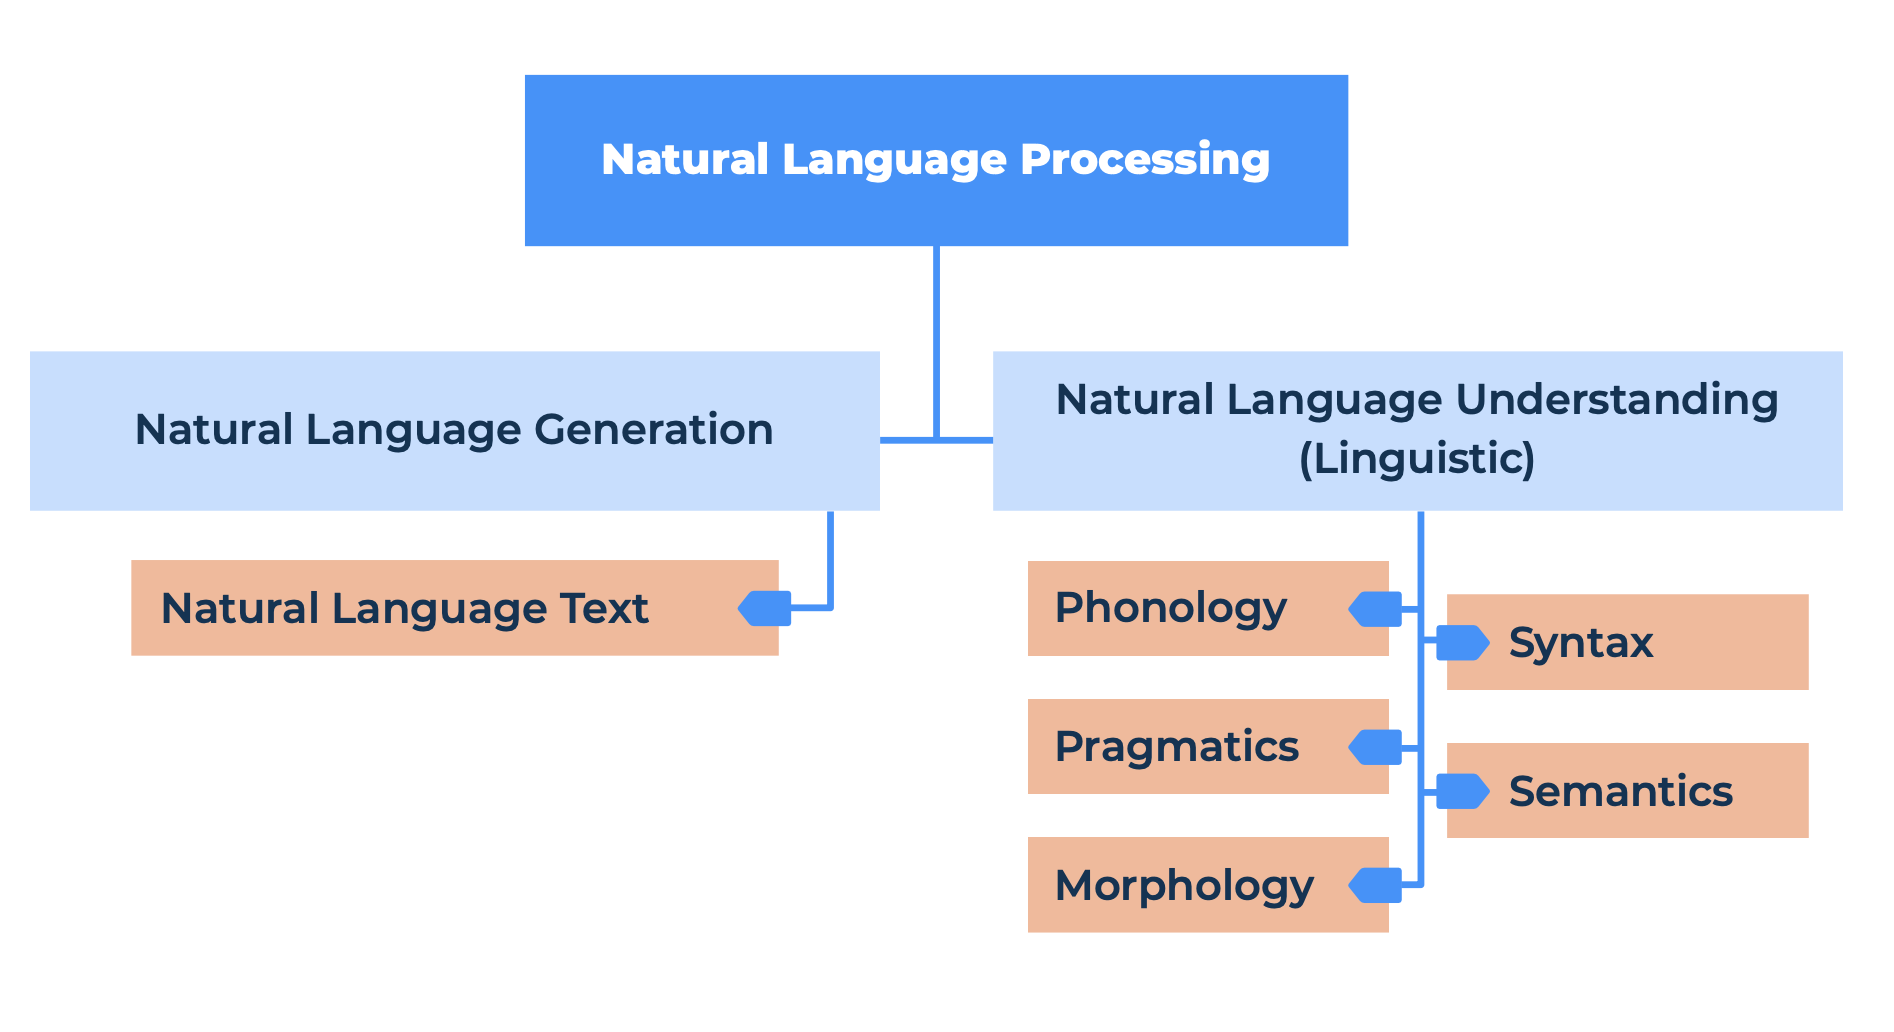 Natural Language Processing
Natural Language Generation
Natural Language Understanding
(Linguistic)
Natural Language Text
Phonology
Syntax
Pragmatics
Semantics
Morphology